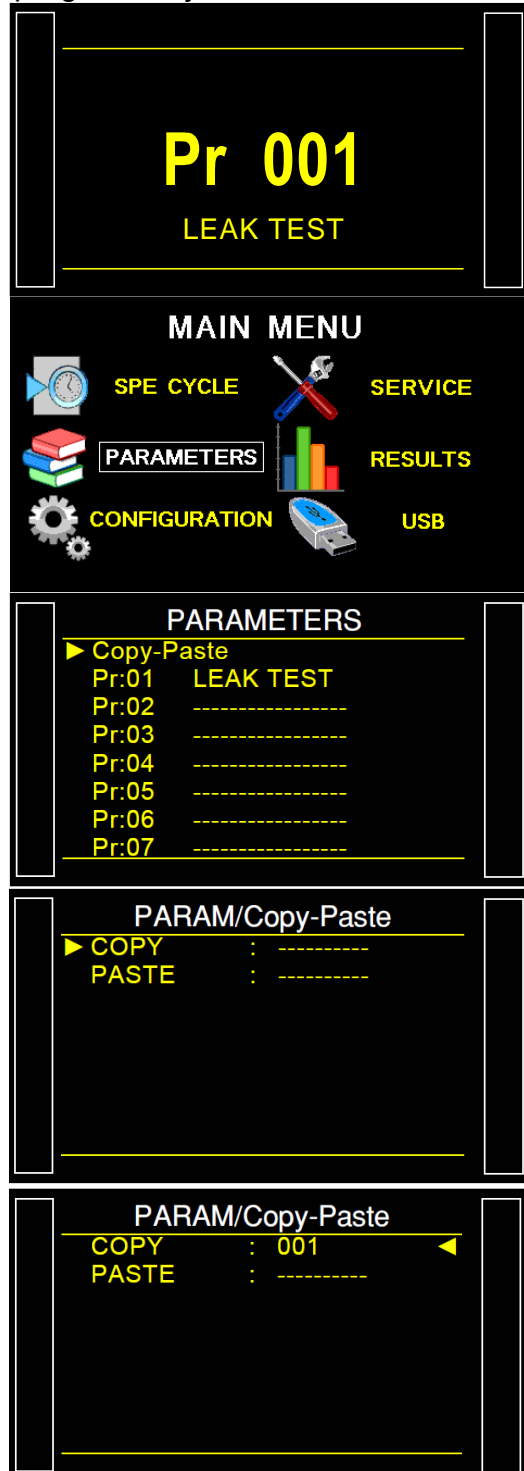 Pr 001
LEAK TEST
MAIN MENU
SPE CYCLE SERVICE
PARAMETERS RESULTS
CONFIGURATION USB
PARAMETERS
► Copy-Paste
Pr:01 LEAK TEST
Pr:02 -----------------
Pr:03 -----------------
Pr:04 -----------------
Pr:05 -----------------
Pr:06 -----------------
Pr:07 -----------------
PARAM/Copy-Paste
► COPY : ----------
PASTE : ----------
PARAM/Copy-Paste
COPY : 001 ◄
PASTE : ----------